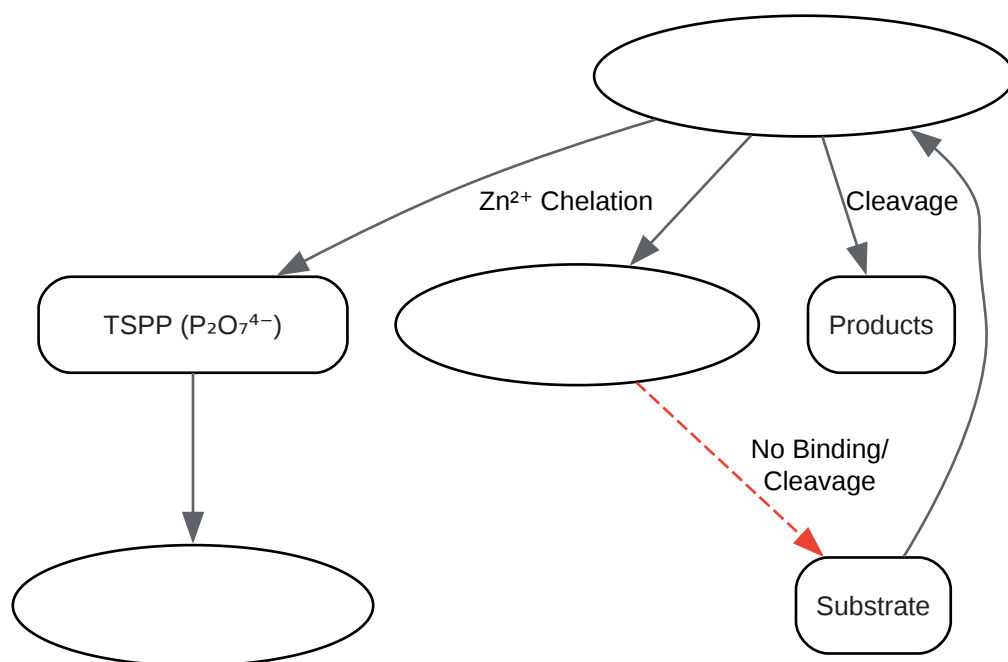 Zn²⁺ Chelation
Cleavage
TSPP (P₂O₇⁴⁻)
Products
No Binding/
Cleavage
Substrate